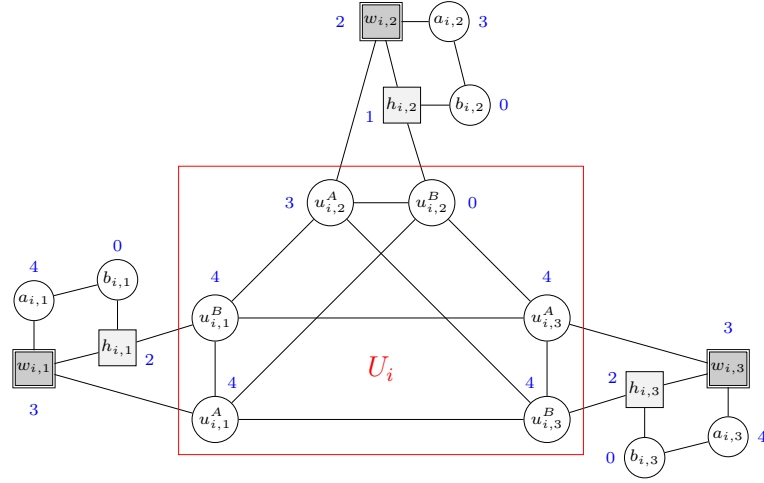 2 w_{i,2} a_{i,2} 3
1 h_{i,2} b_{i,2} 0
3 u^A_{i,2} u^B_{i,2} 0
0
4 b_{i,1}
a_{i,1}
4 4
u^B_{i,1} u^A_{i,3}
h_{i,1} 2
w_{i,1}
3
3
w_{i,3}
2 h_{i,3}
U_i
4 4
u^A_{i,1} u^B_{i,3}
a_{i,3} 4
0 b_{i,3}